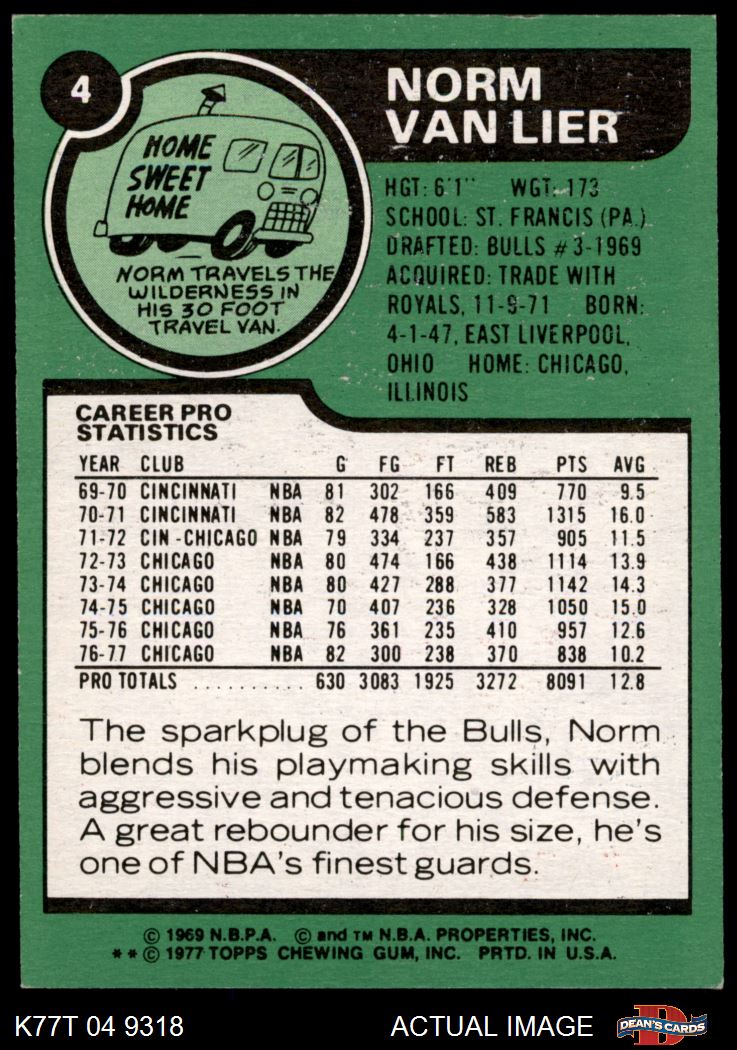 4
HOME
SWEET
HOME
NORM TRAVELS THE
WILDERNESS IN
HIS 30 FOOT
TRAVEL VAN.
NORM
VAN LIER
HGT: 6'1" WGT: 173
SCHOOL: ST. FRANCIS (PA.)
DRAFTED: BULLS #3-1969
ACQUIRED: TRADE WITH
ROYALS, 11-9-71 BORN:
4-1-47, EAST LIVERPOOL,
OHIO HOME: CHICAGO,
ILLINOIS
CAREER PRO
STATISTICS
YEAR CLUB G FG FT REB PTS AVG
69-70 CINCINNATI NBA 81 302 166 409 770 9.5
70-71 CINCINNATI NBA 82 478 359 583 1315 16.0
71-72 CIN.-CHICAGO NBA 79 334 237 357 905 11.5
72-73 CHICAGO NBA 80 474 166 438 1114 13.9
73-74 CHICAGO NBA 80 427 288 377 1142 14.3
74-75 CHICAGO NBA 70 407 236 328 1050 15.0
75-76 CHICAGO NBA 76 361 235 410 957 12.6
76-77 CHICAGO NBA 82 300 238 370 838 10.2
PRO TOTALS .......... 630 3083 1925 3272 8091 12.8
The sparkplug of the Bulls, Norm
blends his playmaking skills with
aggressive and tenacious defense.
A great rebounder for his size, he's
one of NBA's finest guards.
© 1969 N.B.P.A. © and TM N.B.A. PROPERTIES, INC.
**© 1977 TOPPS CHEWING GUM, INC. PRTD. IN U.S.A.
K77T 04 9318 ACTUAL IMAGE D DEAN'S CARDS